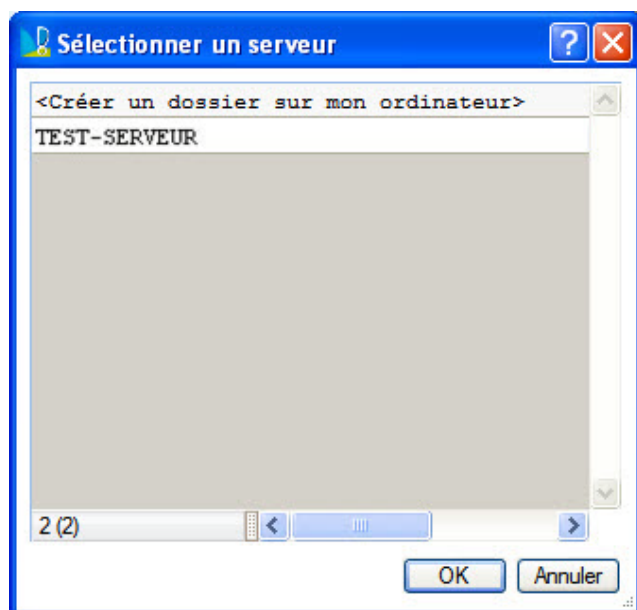 Sélectionner un serveur
?
<Créer un dossier sur mon ordinateur>
TEST-SERVEUR
2 (2)
OK Annuler